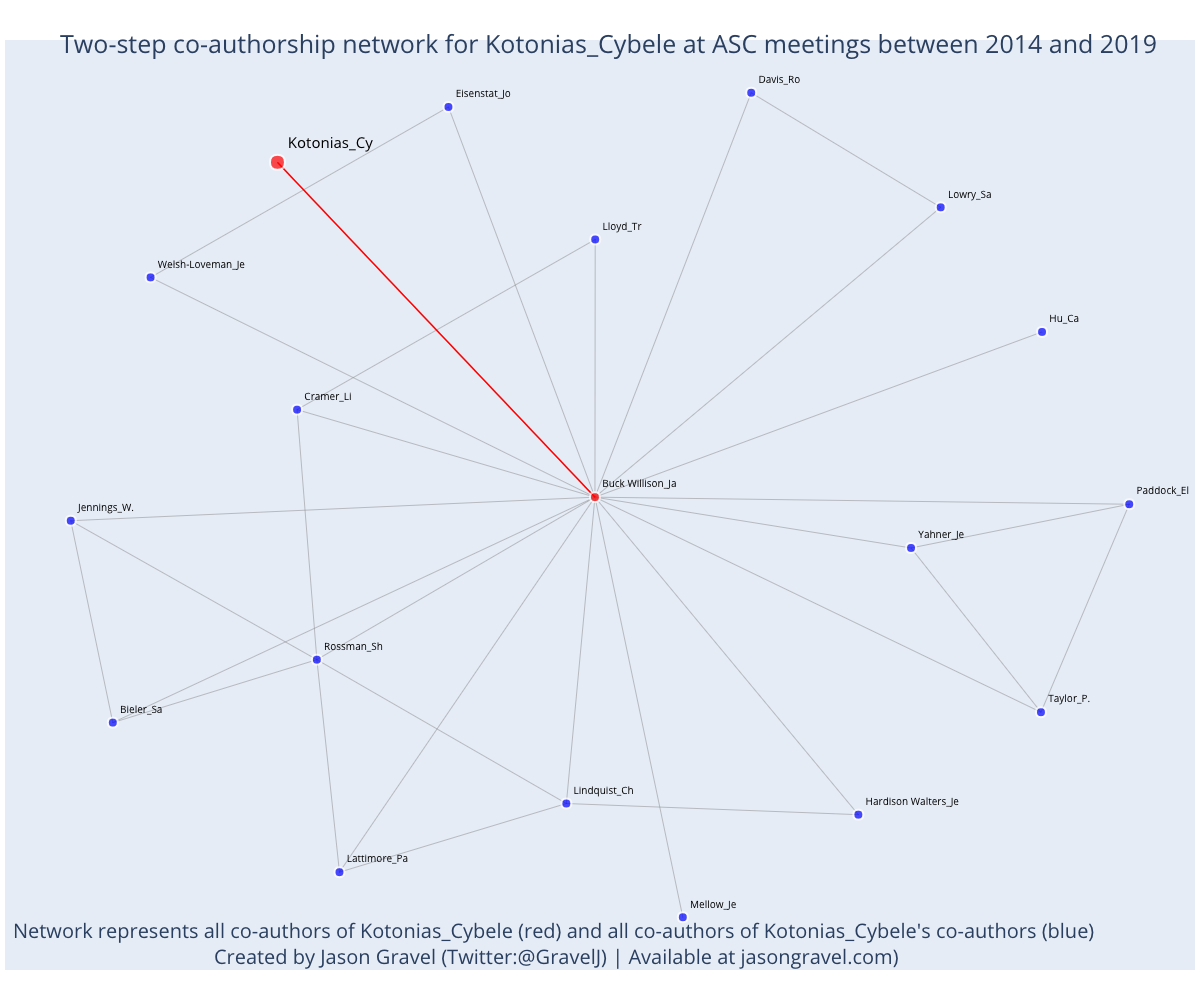 Two-step co-authorship network for Kotonias_Cybele at ASC meetings between 2014 and 2019
Davis_Ro
Eisenstat_Jo
Kotonias_Cy
Lowry_Sa
Lloyd_Tr
Welsh-Loveman_Je
Hu_Ca
Cramer_Li
Buck Willison_Ja
Paddock_El
Jennings_W.
Yahner_Je
Rossman_Sh
Taylor_P.
Bieler_Sa
Lindquist_Ch
Hardison Walters_Je
Lattimore_Pa
Mellow_Je
Network represents all co-authors of Kotonias_Cybele (red) and all co-authors of Kotonias_Cybele's co-authors (blue)
Created by Jason Gravel (Twitter:@GravelJ) | Available at jasongravel.com)